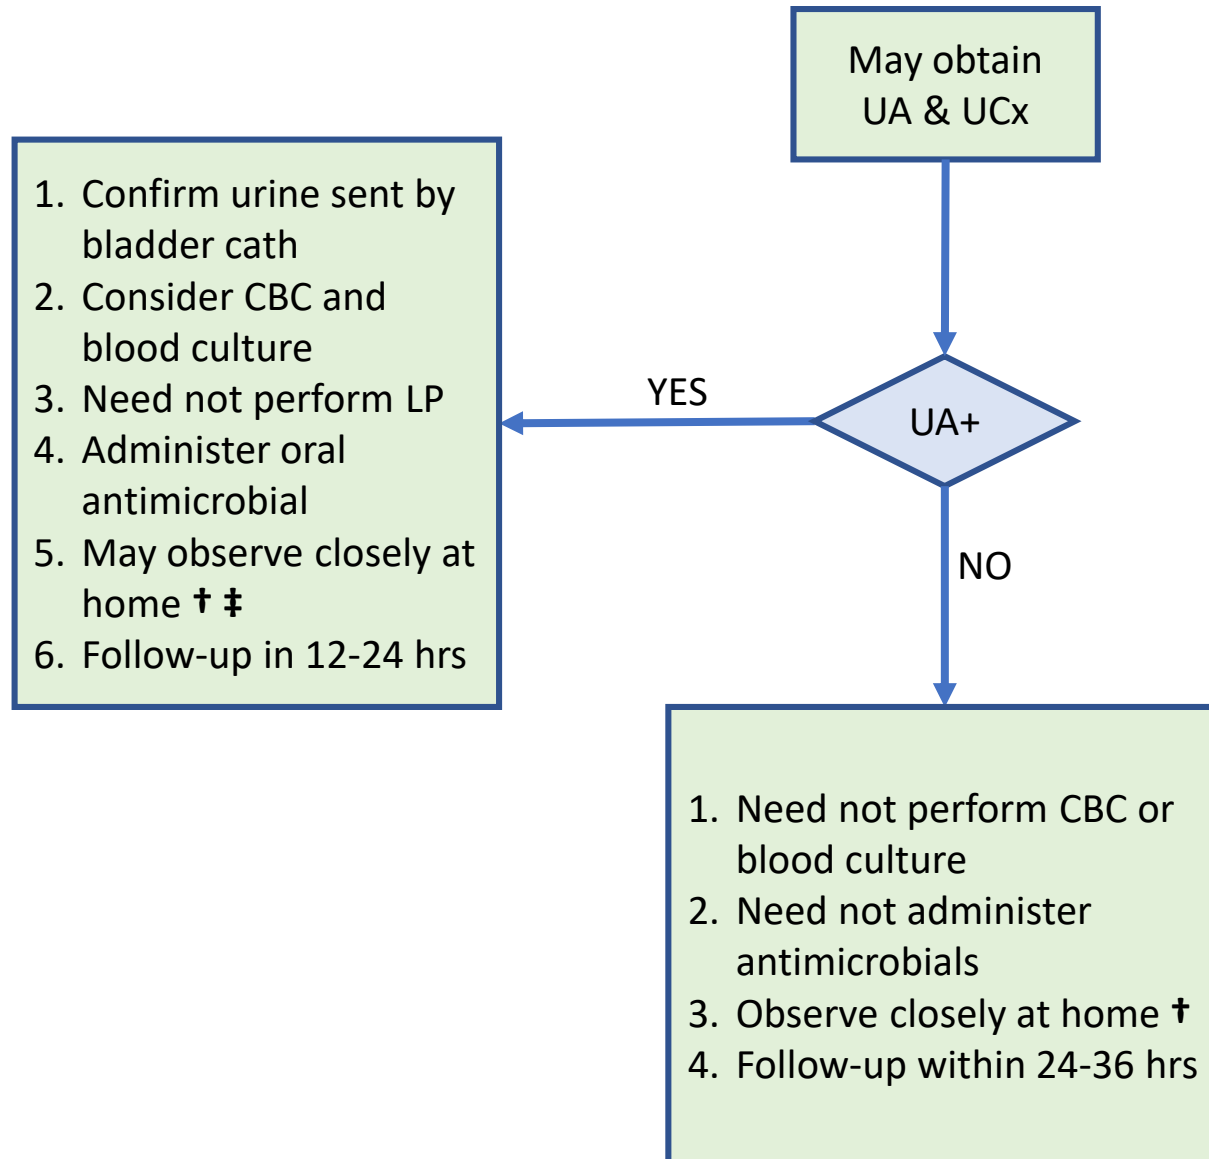 May obtain
UA & UCx
1. Confirm urine sent by
bladder cath
2. Consider CBC and
blood culture
3. Need not perform LP
4. Administer oral
antimicrobial
5. May observe closely at
home † ‡
6. Follow-up in 12-24 hrs
YES
UA+
NO
1. Need not perform CBC or
blood culture
2. Need not administer
antimicrobials
3. Observe closely at home †
4. Follow-up within 24-36 hrs